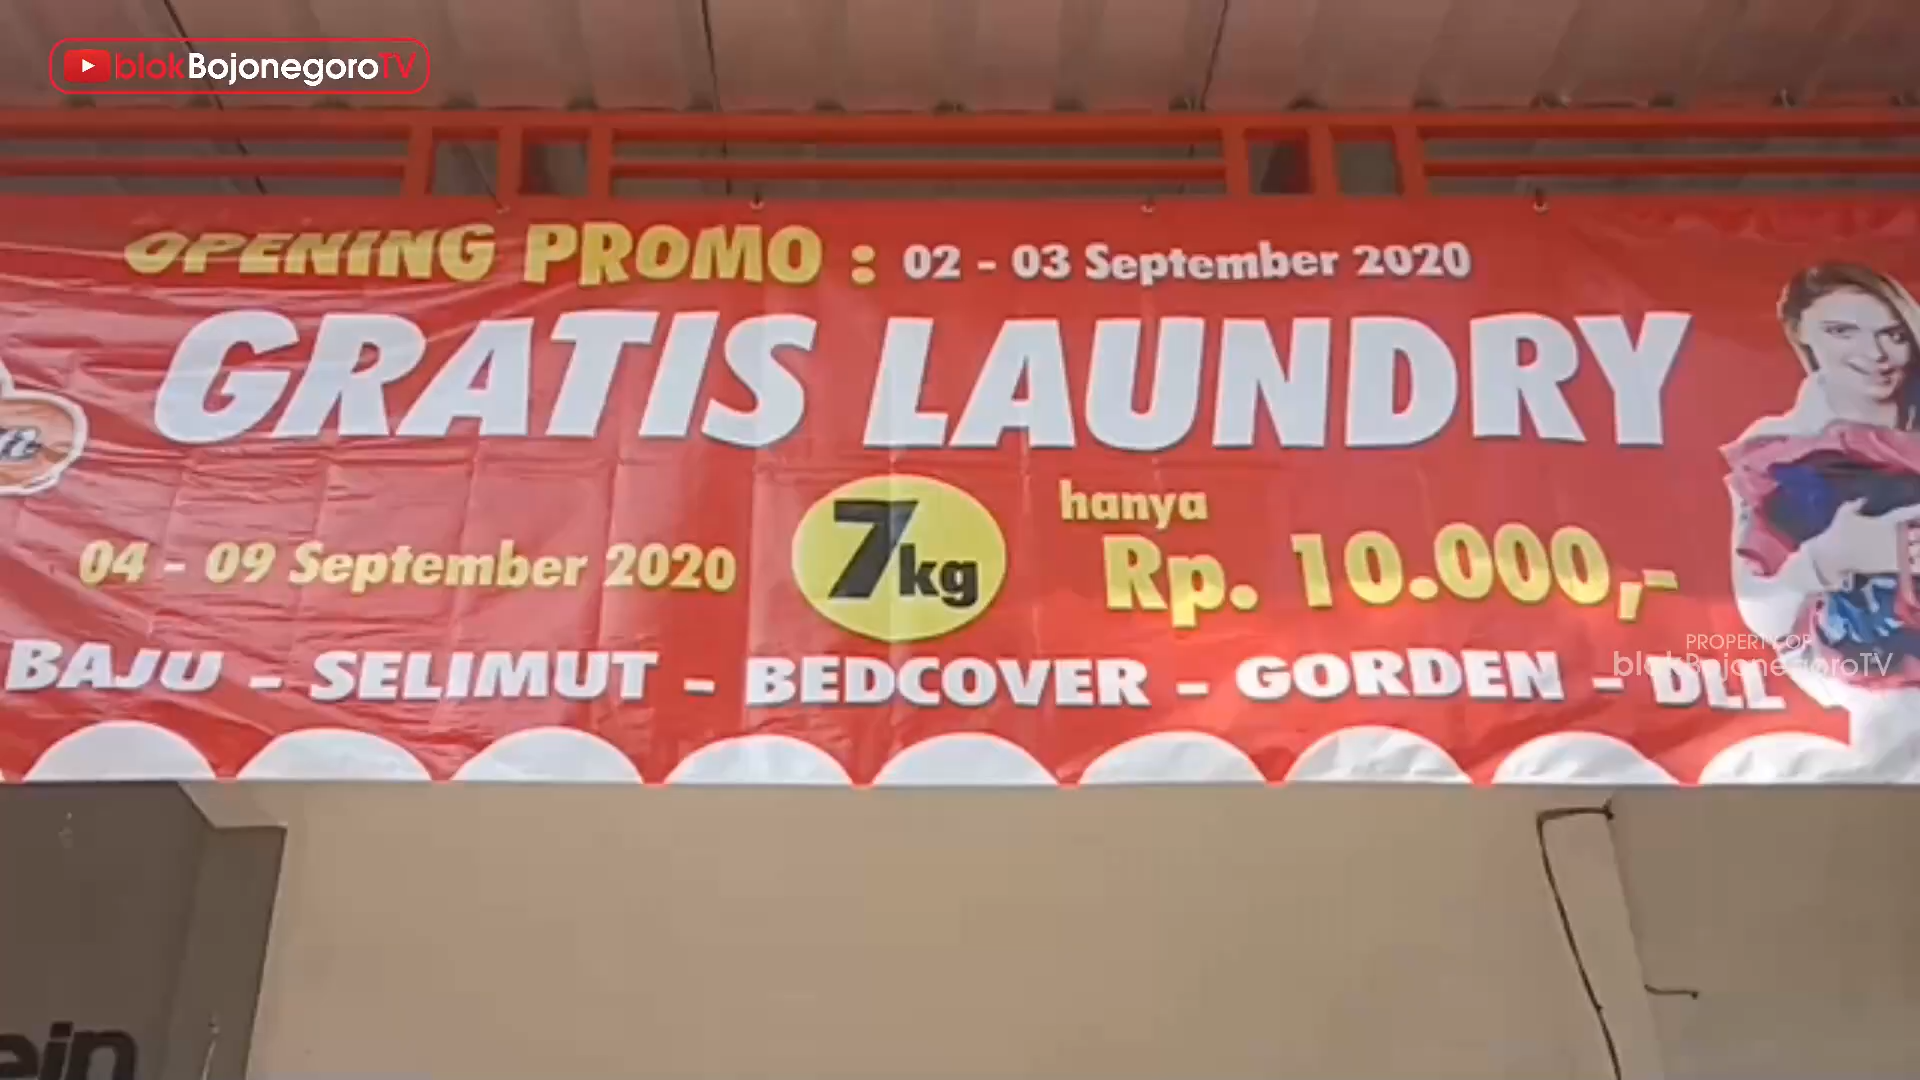 blokBojonegoroTV
OPENING PROMO : 02 - 03 September 2020
GRATIS LAUNDRY
04 - 09 September 2020
7kg
hanya
Rp. 10.000,-
BAJU - SELIMUT - BEDCOVER - GORDEN - DLL
PROPERTY OF
blokBojonegoroTV